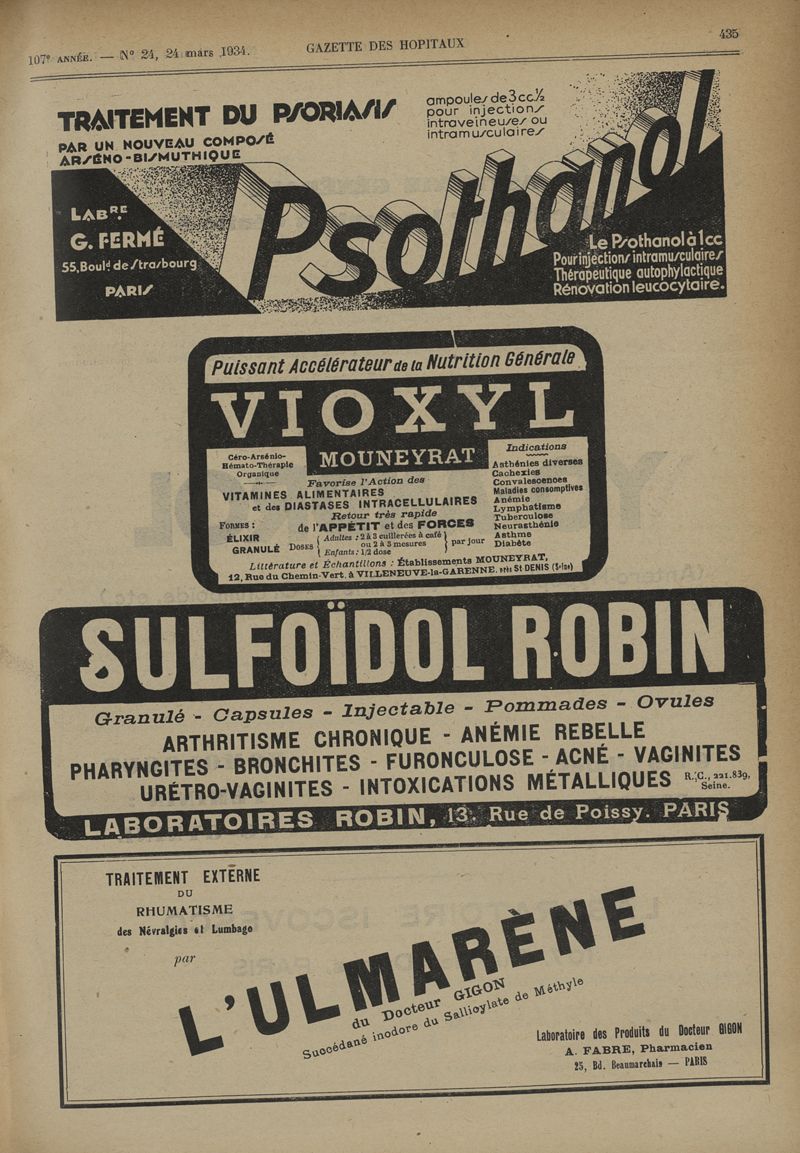 107e ANNÉE. — No 24, 24 mars 1934.
GAZETTE DES HOPITAUX
435
TRAITEMENT DU PSORIASIS
PAR UN NOUVEAU COMPOSÉ
ARSÉNO-BISMUTHIQUE
ampoules de 3cc ½
pour injections
intraveineuses ou
intramusculaires
LABRE
G. FERMÉ
55, Bould de Strasbourg
PARIS
Psothanol
Le Psothanol à 1cc
Pour injections intramusculaires
Thérapeutique autophylactique
Rénovation leucocytaire.
Puissant Accélérateur de la Nutrition Générale
VIOXYL
MOUNEYRAT
Céro-Arsénio-
Hémato-Thérapie
Organique
Favorise l'Action des
VITAMINES ALIMENTAIRES
et des DIASTASES INTRACELLULAIRES
Retour très rapide
de l'APPÉTIT et des FORCES
FORMES :
ÉLIXIR
GRANULÉ
DOSES
Adultes : 2 à 3 cuillerées à café
ou 2 à 3 mesures
Enfants : 1/2 dose
par jour
Indications
Asthénies diverses
Cachexies
Convalescences
Maladies consomptives
Anémie
Lymphatisme
Tuberculose
Neurasthénie
Asthme
Diabète
Littérature et Échantillons : Établissements MOUNEYRAT,
12, Rue du Chemin-Vert, à VILLENEUVE-la-GARENNE, près St-DENIS (Seine)
SULFOÏDOL ROBIN
Granulé - Capsules - Injectable - Pommades - Ovules
ARTHRITISME CHRONIQUE - ANÉMIE REBELLE
PHARYNGITES - BRONCHITES - FURONCULOSE - ACNÉ - VAGINITES
URÉTRO-VAGINITES - INTOXICATIONS MÉTALLIQUES R. C., 221.839, Seine.
LABORATOIRES ROBIN, 13, Rue de Poissy. PARIS
TRAITEMENT EXTERNE
DU
RHUMATISME
des Névralgies et Lumbago
par
L'ULMARÈNE
du Docteur GIGON
Succédané inodore du Salicylate de Méthyle
Laboratoire des Produits du Docteur GIGON
A. FABRE, Pharmacien
25, Bd. Beaumarchais — PARIS